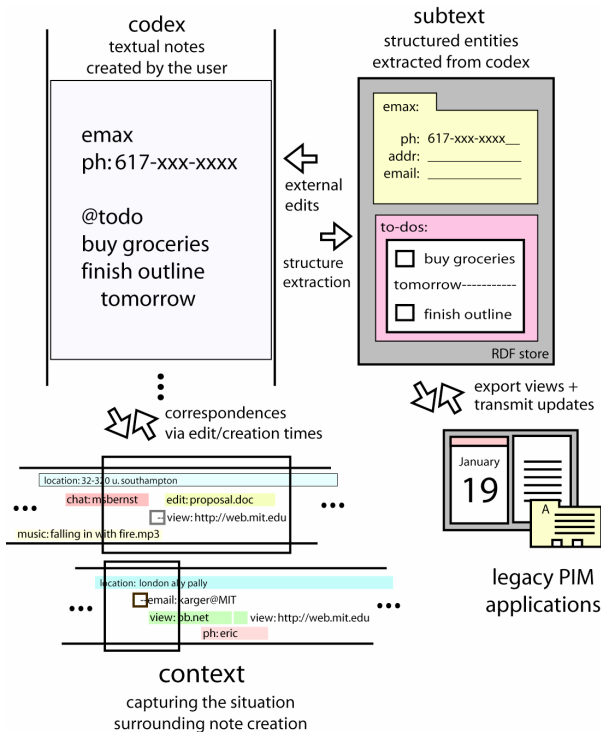 codex
textual notes
created by the user
emax
ph: 617-xxx-xxxx
@todo
buy groceries
finish outline
tomorrow
subtext
structured entities
extracted from codex
emax:
ph: 617-xxx-xxxx__
addr: ______________
email: ______________
to-dos:
buy groceries
tomorrow-----------
finish outline
RDF store
external
edits
structure
extraction
correspondences
via edit/creation times
export views +
transmit updates
location: 32-320 u. southampton
chat: msbernst
edit: proposal.doc
view: http://web.mit.edu
music: falling in with fire.mp3
location: london ally pally
email: karger@MIT
view: bb.net
view: http://web.mit.edu
ph: eric
context
capturing the situation
surrounding note creation
January
19
A
legacy PIM
applications